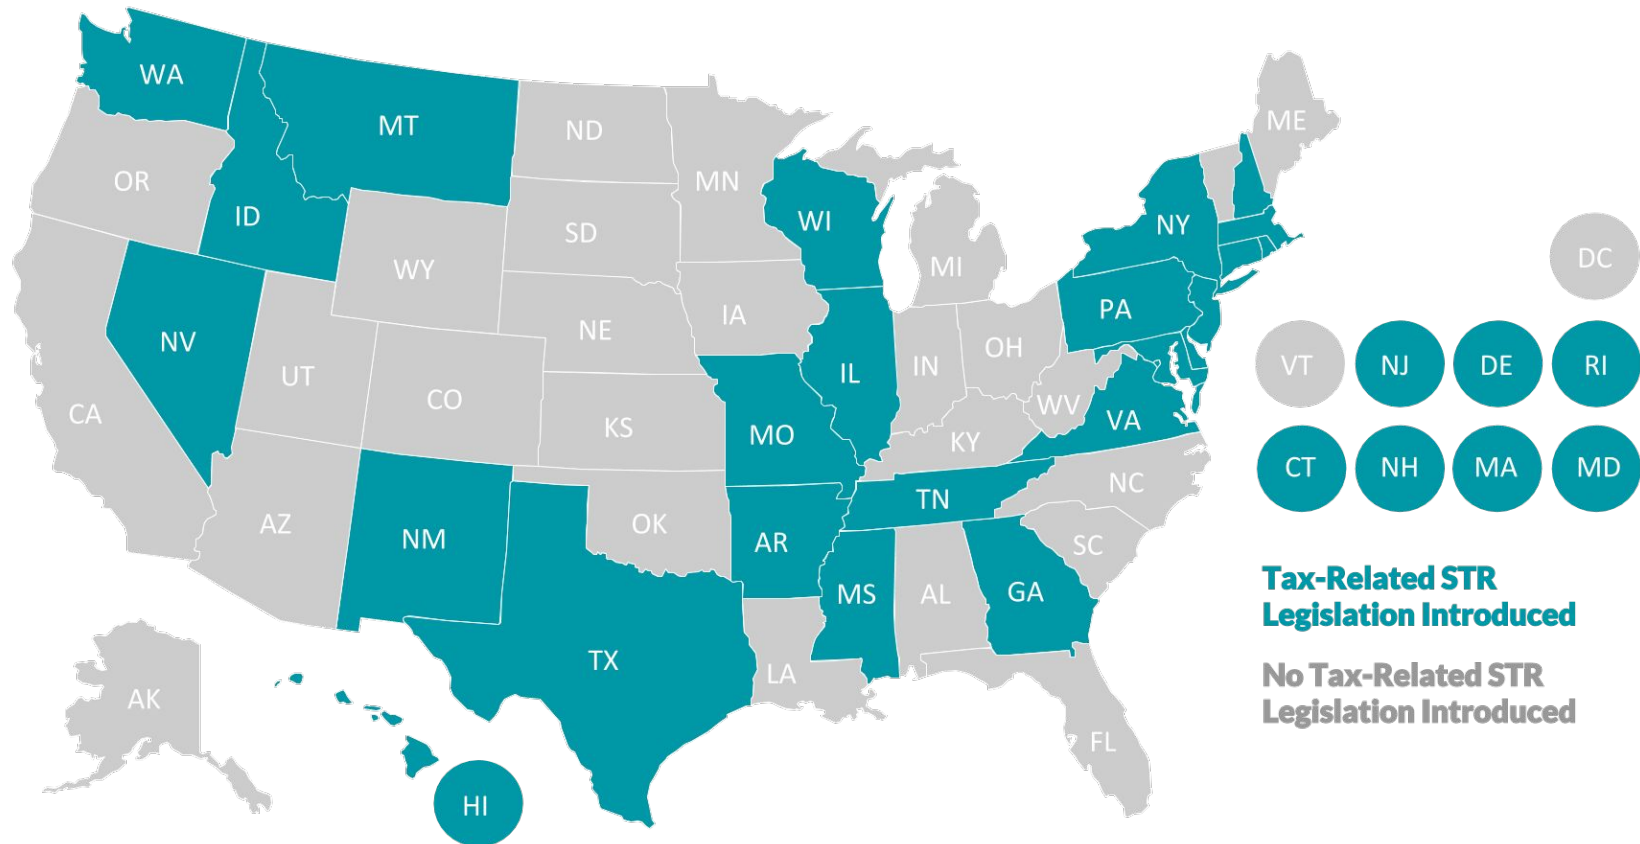 WA
MT
ND
MN
ME
OR
ID
SD
WI
NY
WY
MI
DC
NV
NE
IA
PA
UT
CO
IL
IN
OH
VT
NJ
DE
RI
CA
KS
MO
KY
WV
VA
CT
NH
MA
MD
AZ
NM
OK
AR
TN
NC
SC
MS
AL
GA
Tax-Related STR
Legislation Introduced
TX
LA
No Tax-Related STR
Legislation Introduced
AK
FL
HI